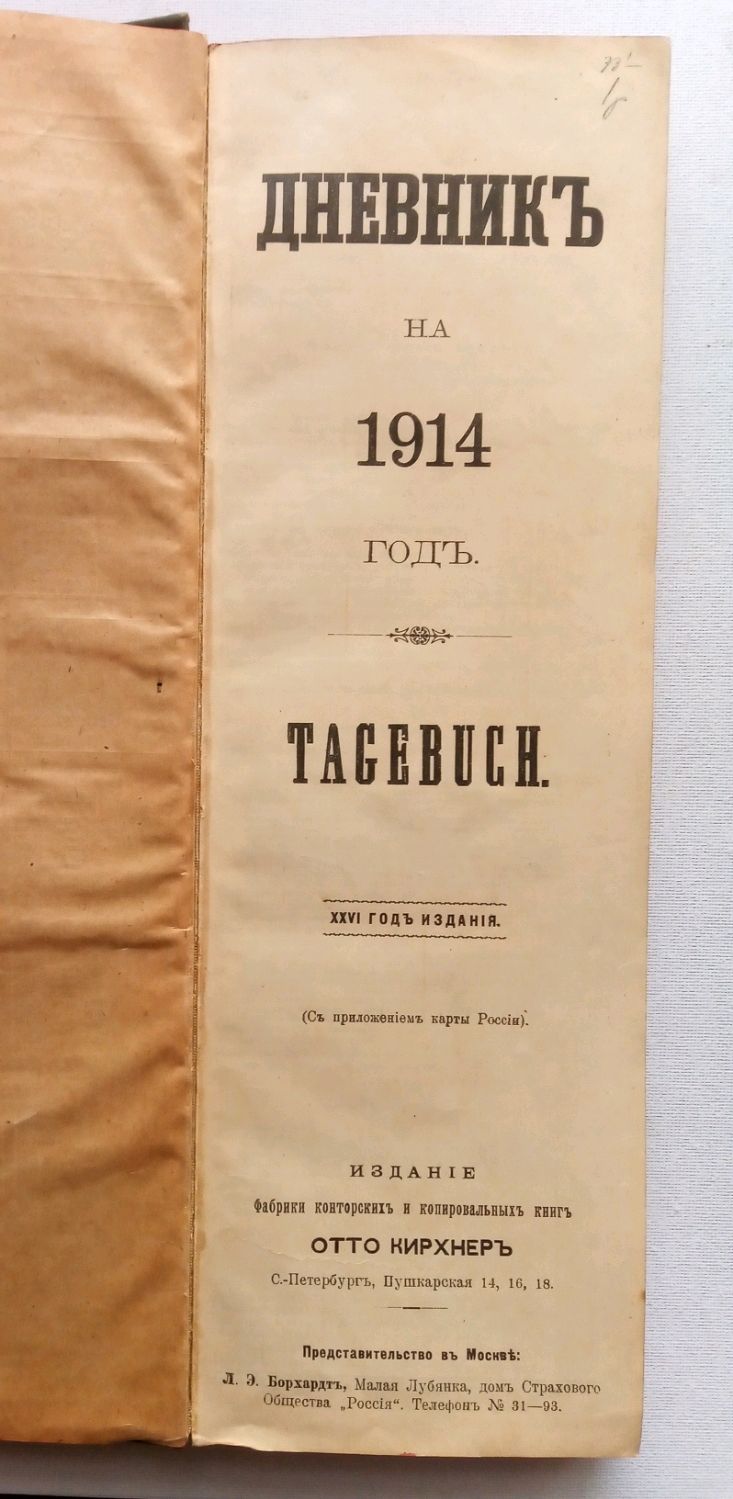 ДНЕВНИКЪ
НА
1914
ГОДЪ.
TAGEBUCH.
XXVI ГОДЪ ИЗДАНІЯ.
(Съ приложеніемъ карты Россіи).
ИЗДАНІЕ
Фабрики конторскихъ и копировальныхъ книгъ
ОТТО КИРХНЕРЪ
С.-Петербургъ, Пушкарская 14, 16, 18.
Представительство въ Москвѣ:
Л. Э. Борхардтъ, Малая Лубянка, домъ Страхового
Общества „Россія“. Телефонъ № 31—93.